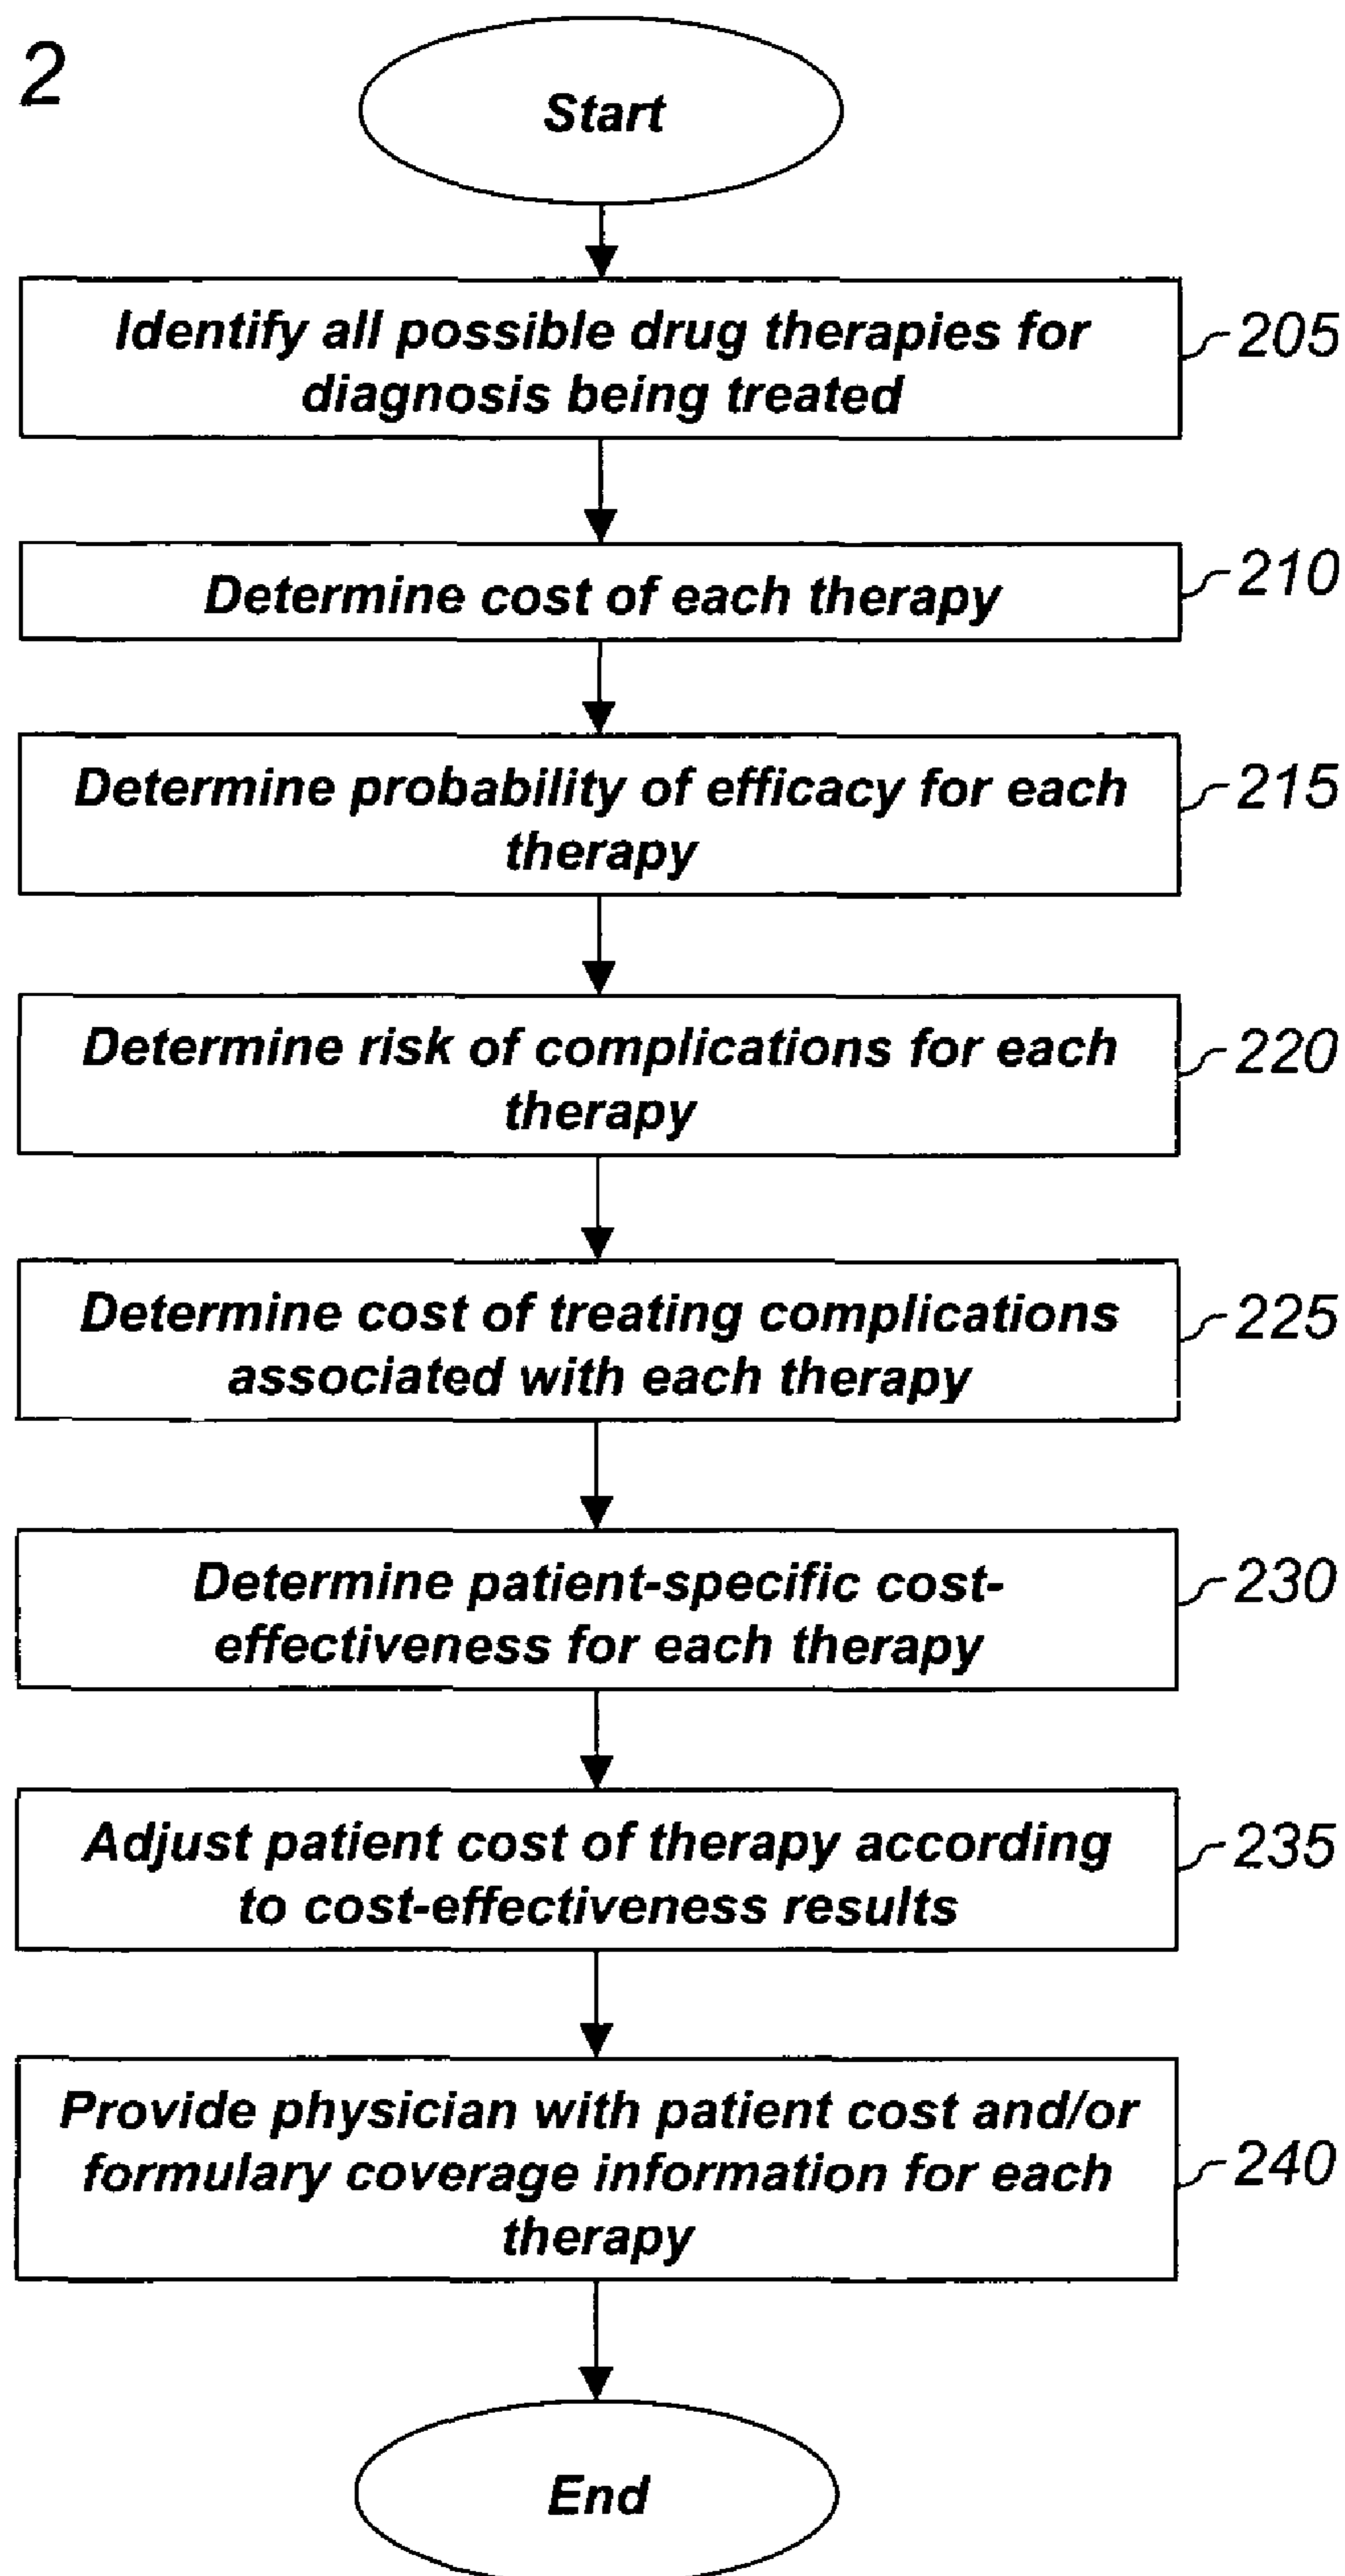 2
Start
Identify all possible drug therapies for
diagnosis being treated
205
Determine cost of each therapy
210
Determine probability of efficacy for each
therapy
215
Determine risk of complications for each
therapy
220
Determine cost of treating complications
associated with each therapy
225
Determine patient-specific cost-
effectiveness for each therapy
230
Adjust patient cost of therapy according
to cost-effectiveness results
235
Provide physician with patient cost and/or
formulary coverage information for each
therapy
240
End